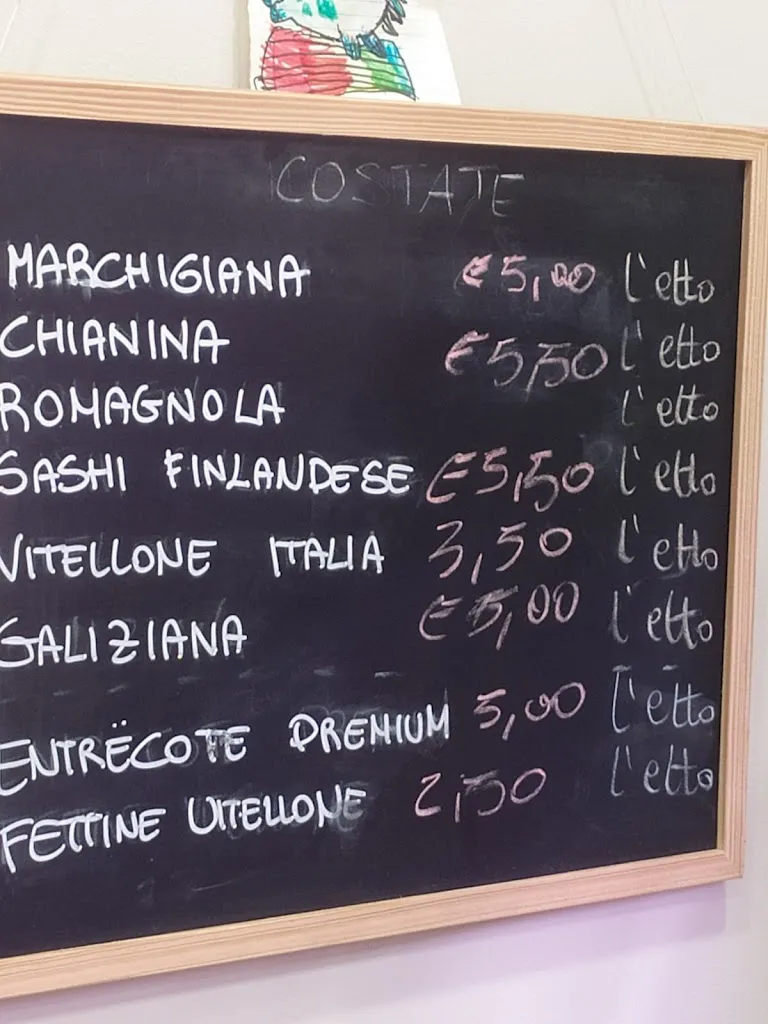 COSTATE
MARCHIGIANA €5,00 l'etto
CHIANINA €5,50 l'etto
ROMAGNOLA l'etto
SASHI FINLANDESE €5,50 l'etto
VITELLONE ITALIA 3,50 l'etto
GALIZIANA €5,00 l'etto
ENTRËCOTE PREMIUM 5,00 l'etto
FETTINE VITELLONE 2,50 l'etto